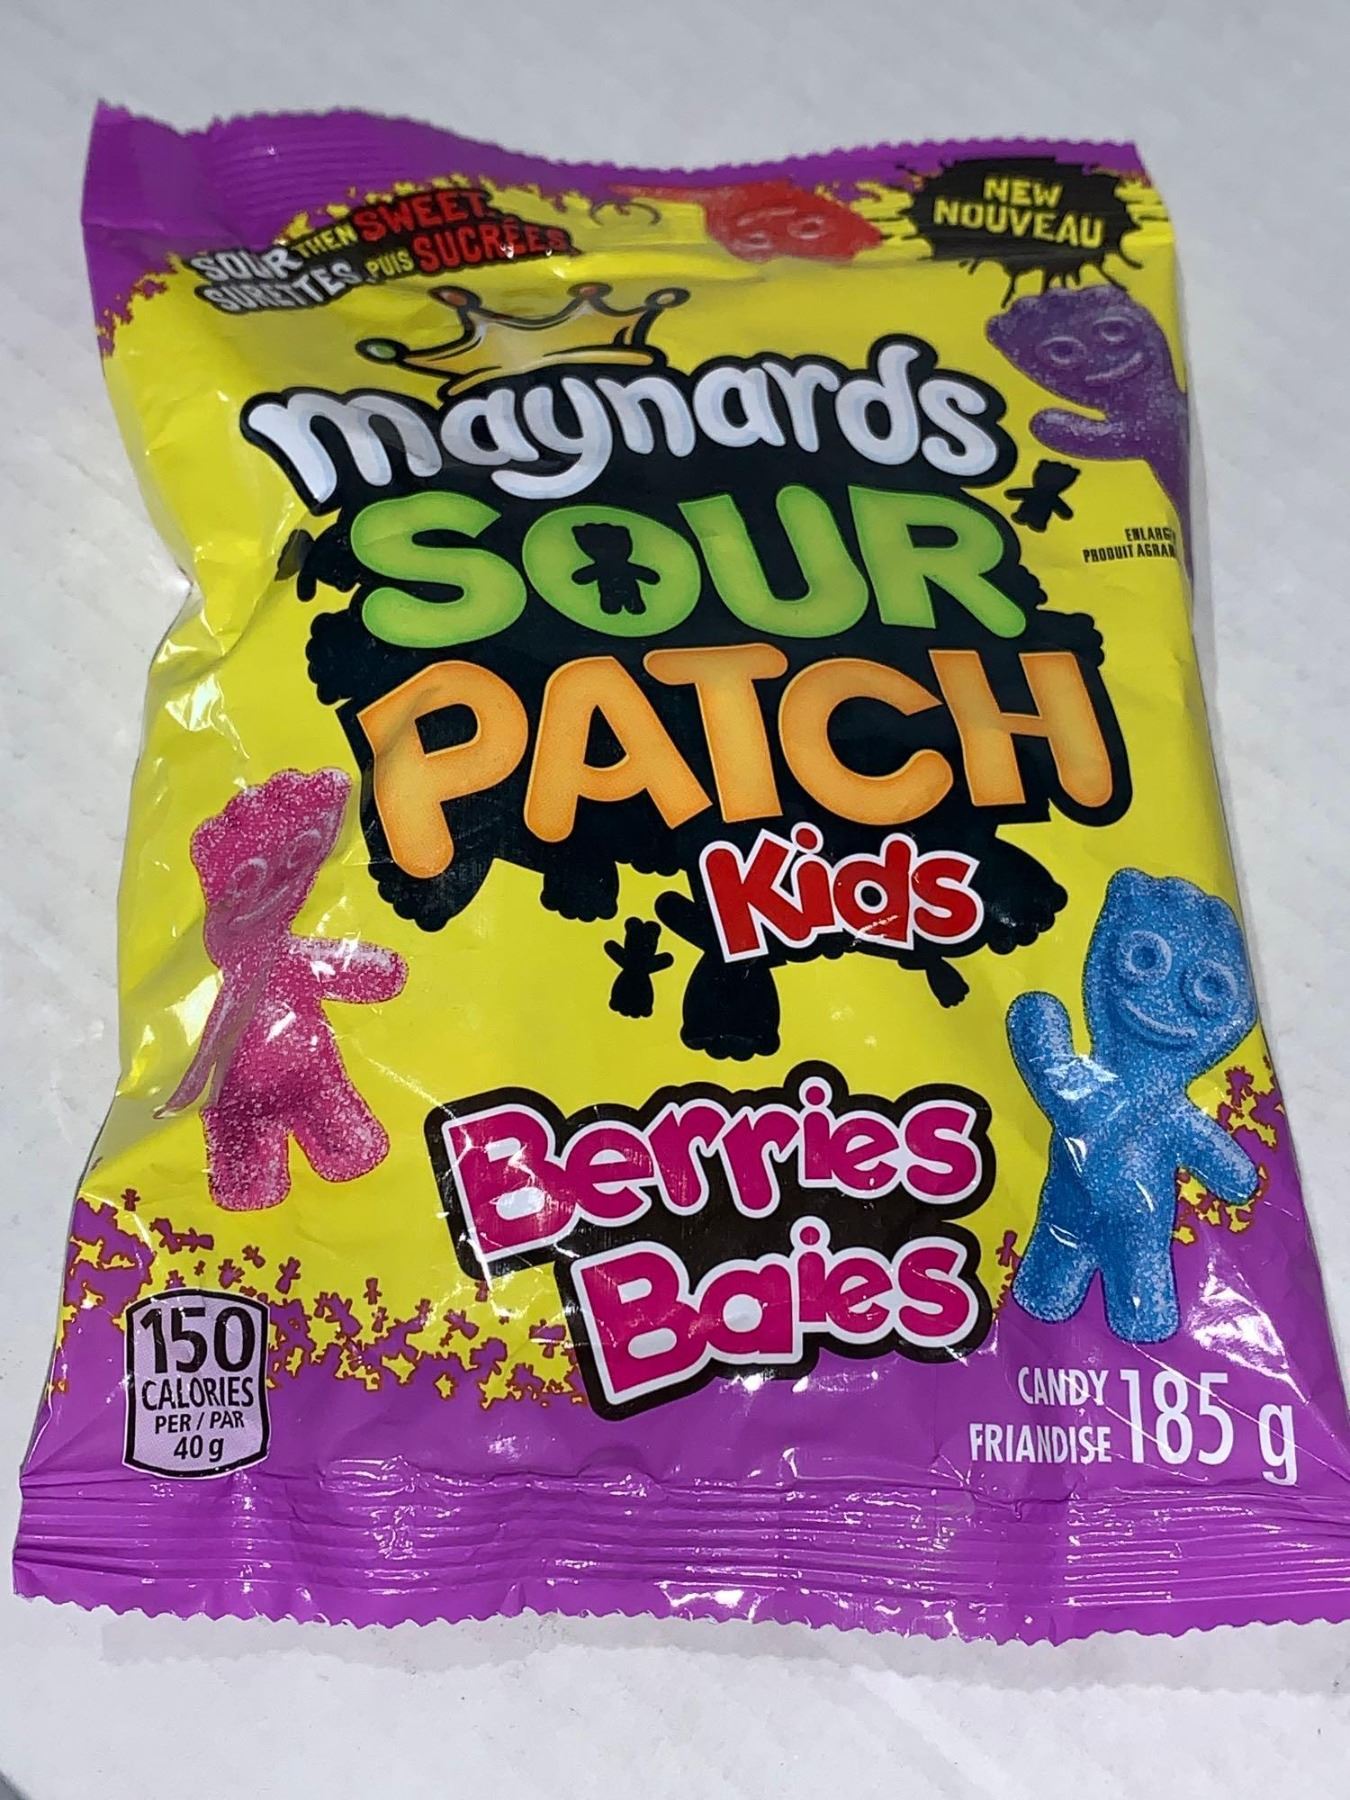 NEW
NOUVEAU
SOUR THEN SWEET.
SURETTES PUIS SUCRÉES.
maynards
SOUR
PATCH
Kids
PRODUIT
Berries
Baies
150
CALORIES
PER / PAR
40 g
CANDY
FRIANDISE
185 g